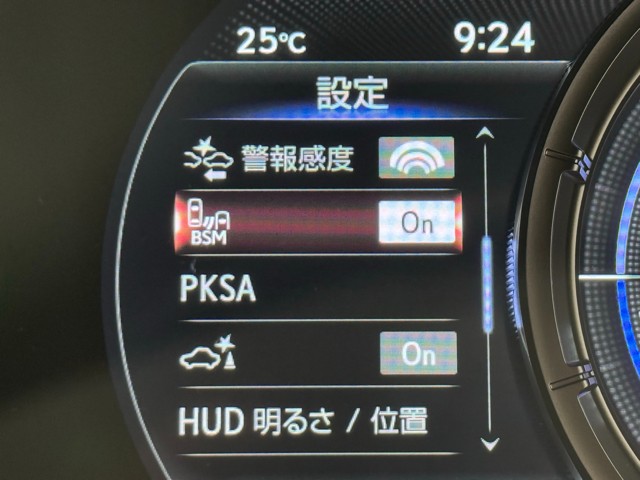 25℃ 9:24
設定
警報感度
BSM On
PKSA
On
HUD 明るさ / 位置